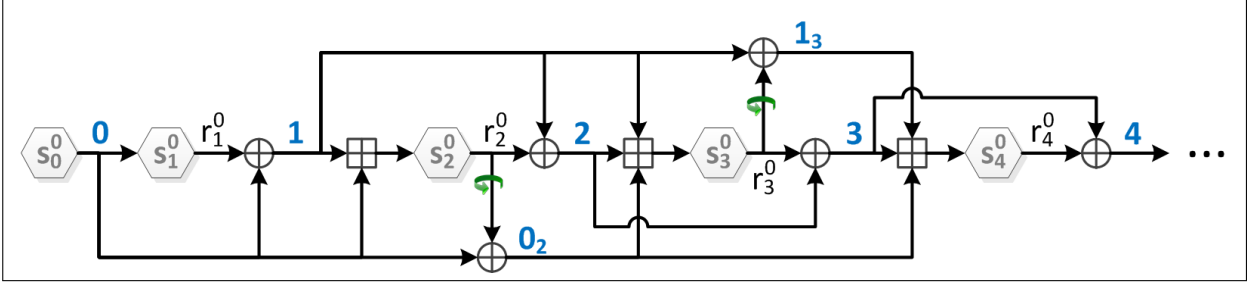 1₃
s₀⁰ 0 s₁⁰ r₁⁰ 1 s₂⁰ r₂⁰ 2 s₃⁰ r₃⁰ 3 s₄⁰ r₄⁰ 4 ...
0₂